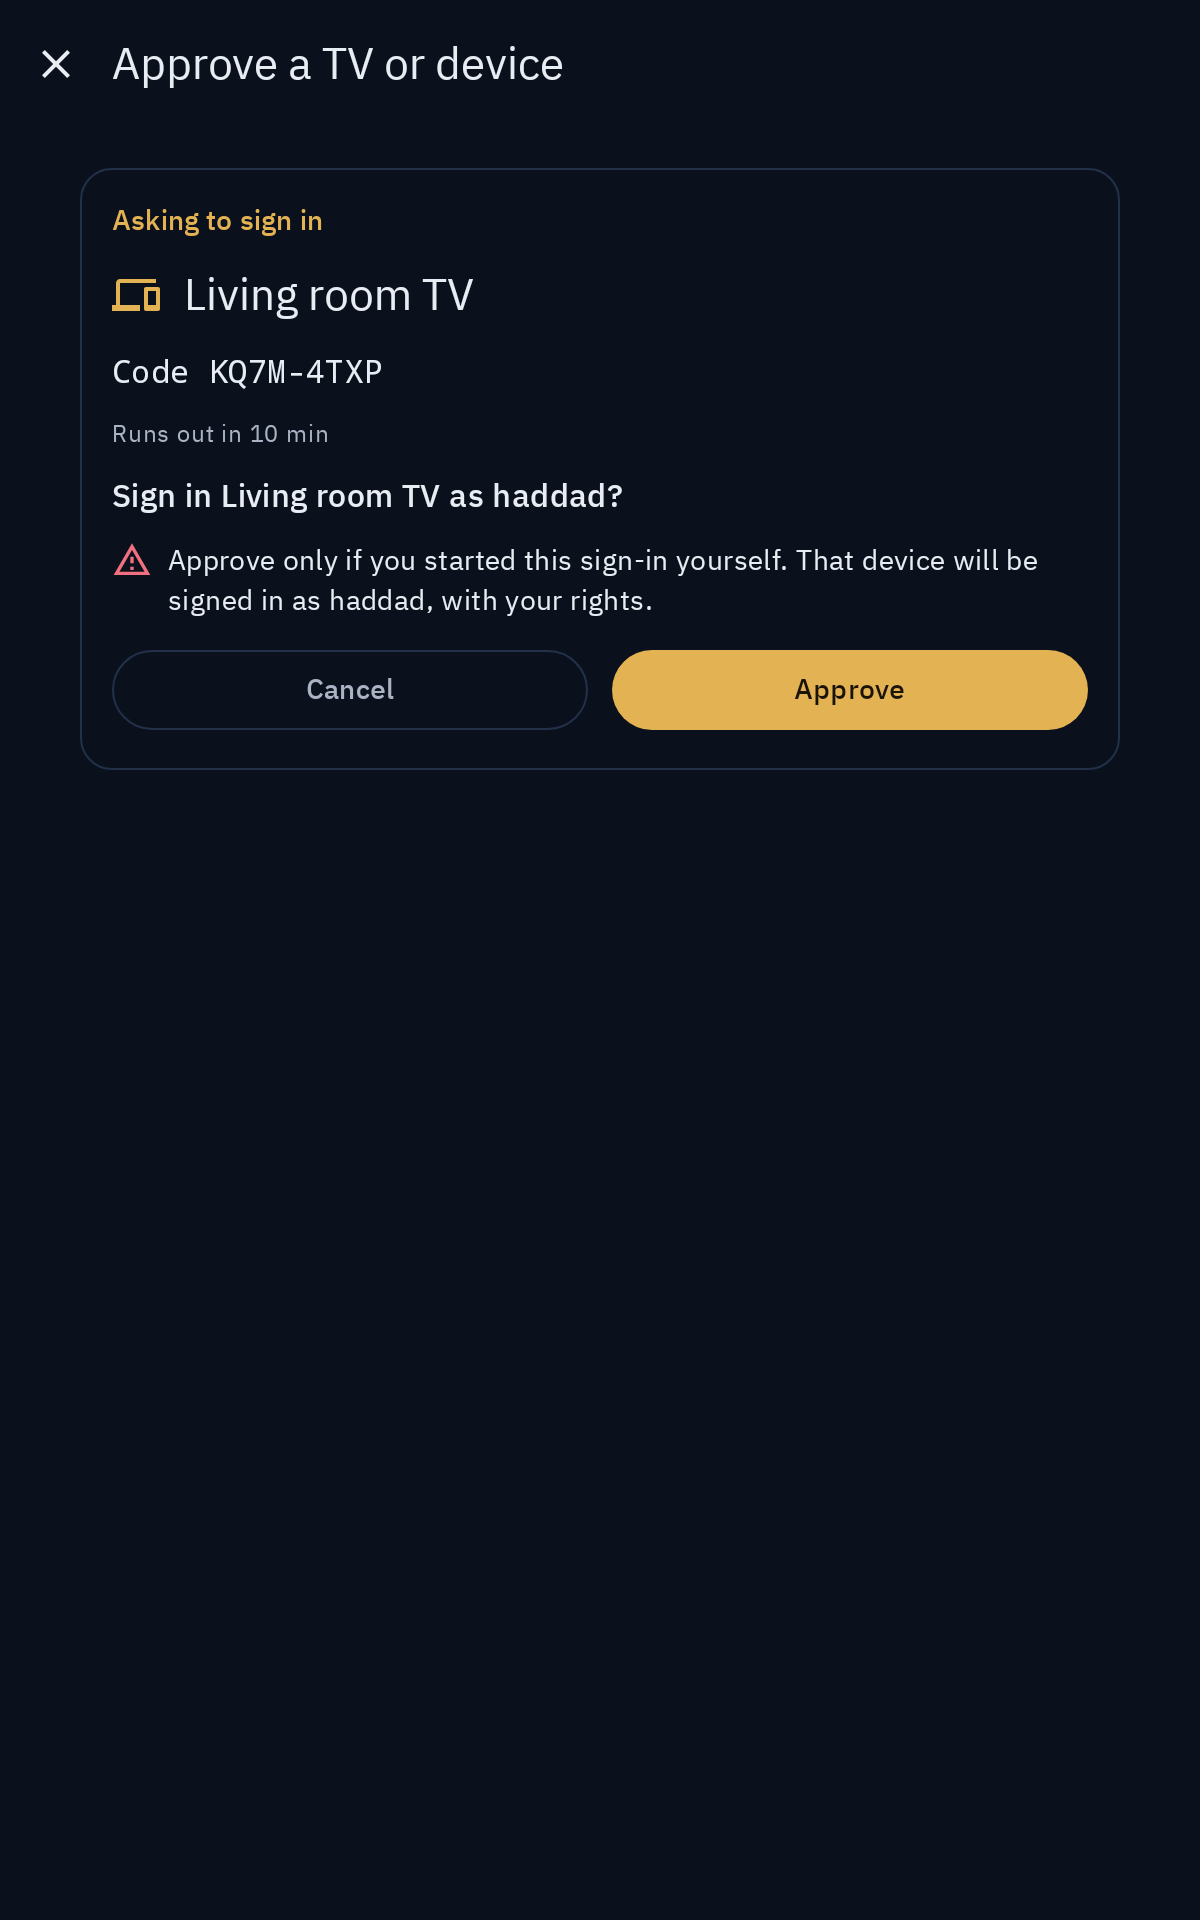 Approve a TV or device
Asking to sign in
Living room TV
Code KQ7M-4TXP
Runs out in 10 min
Sign in Living room TV as haddad?
Approve only if you started this sign-in yourself. That device will be
signed in as haddad, with your rights.
Cancel
Approve